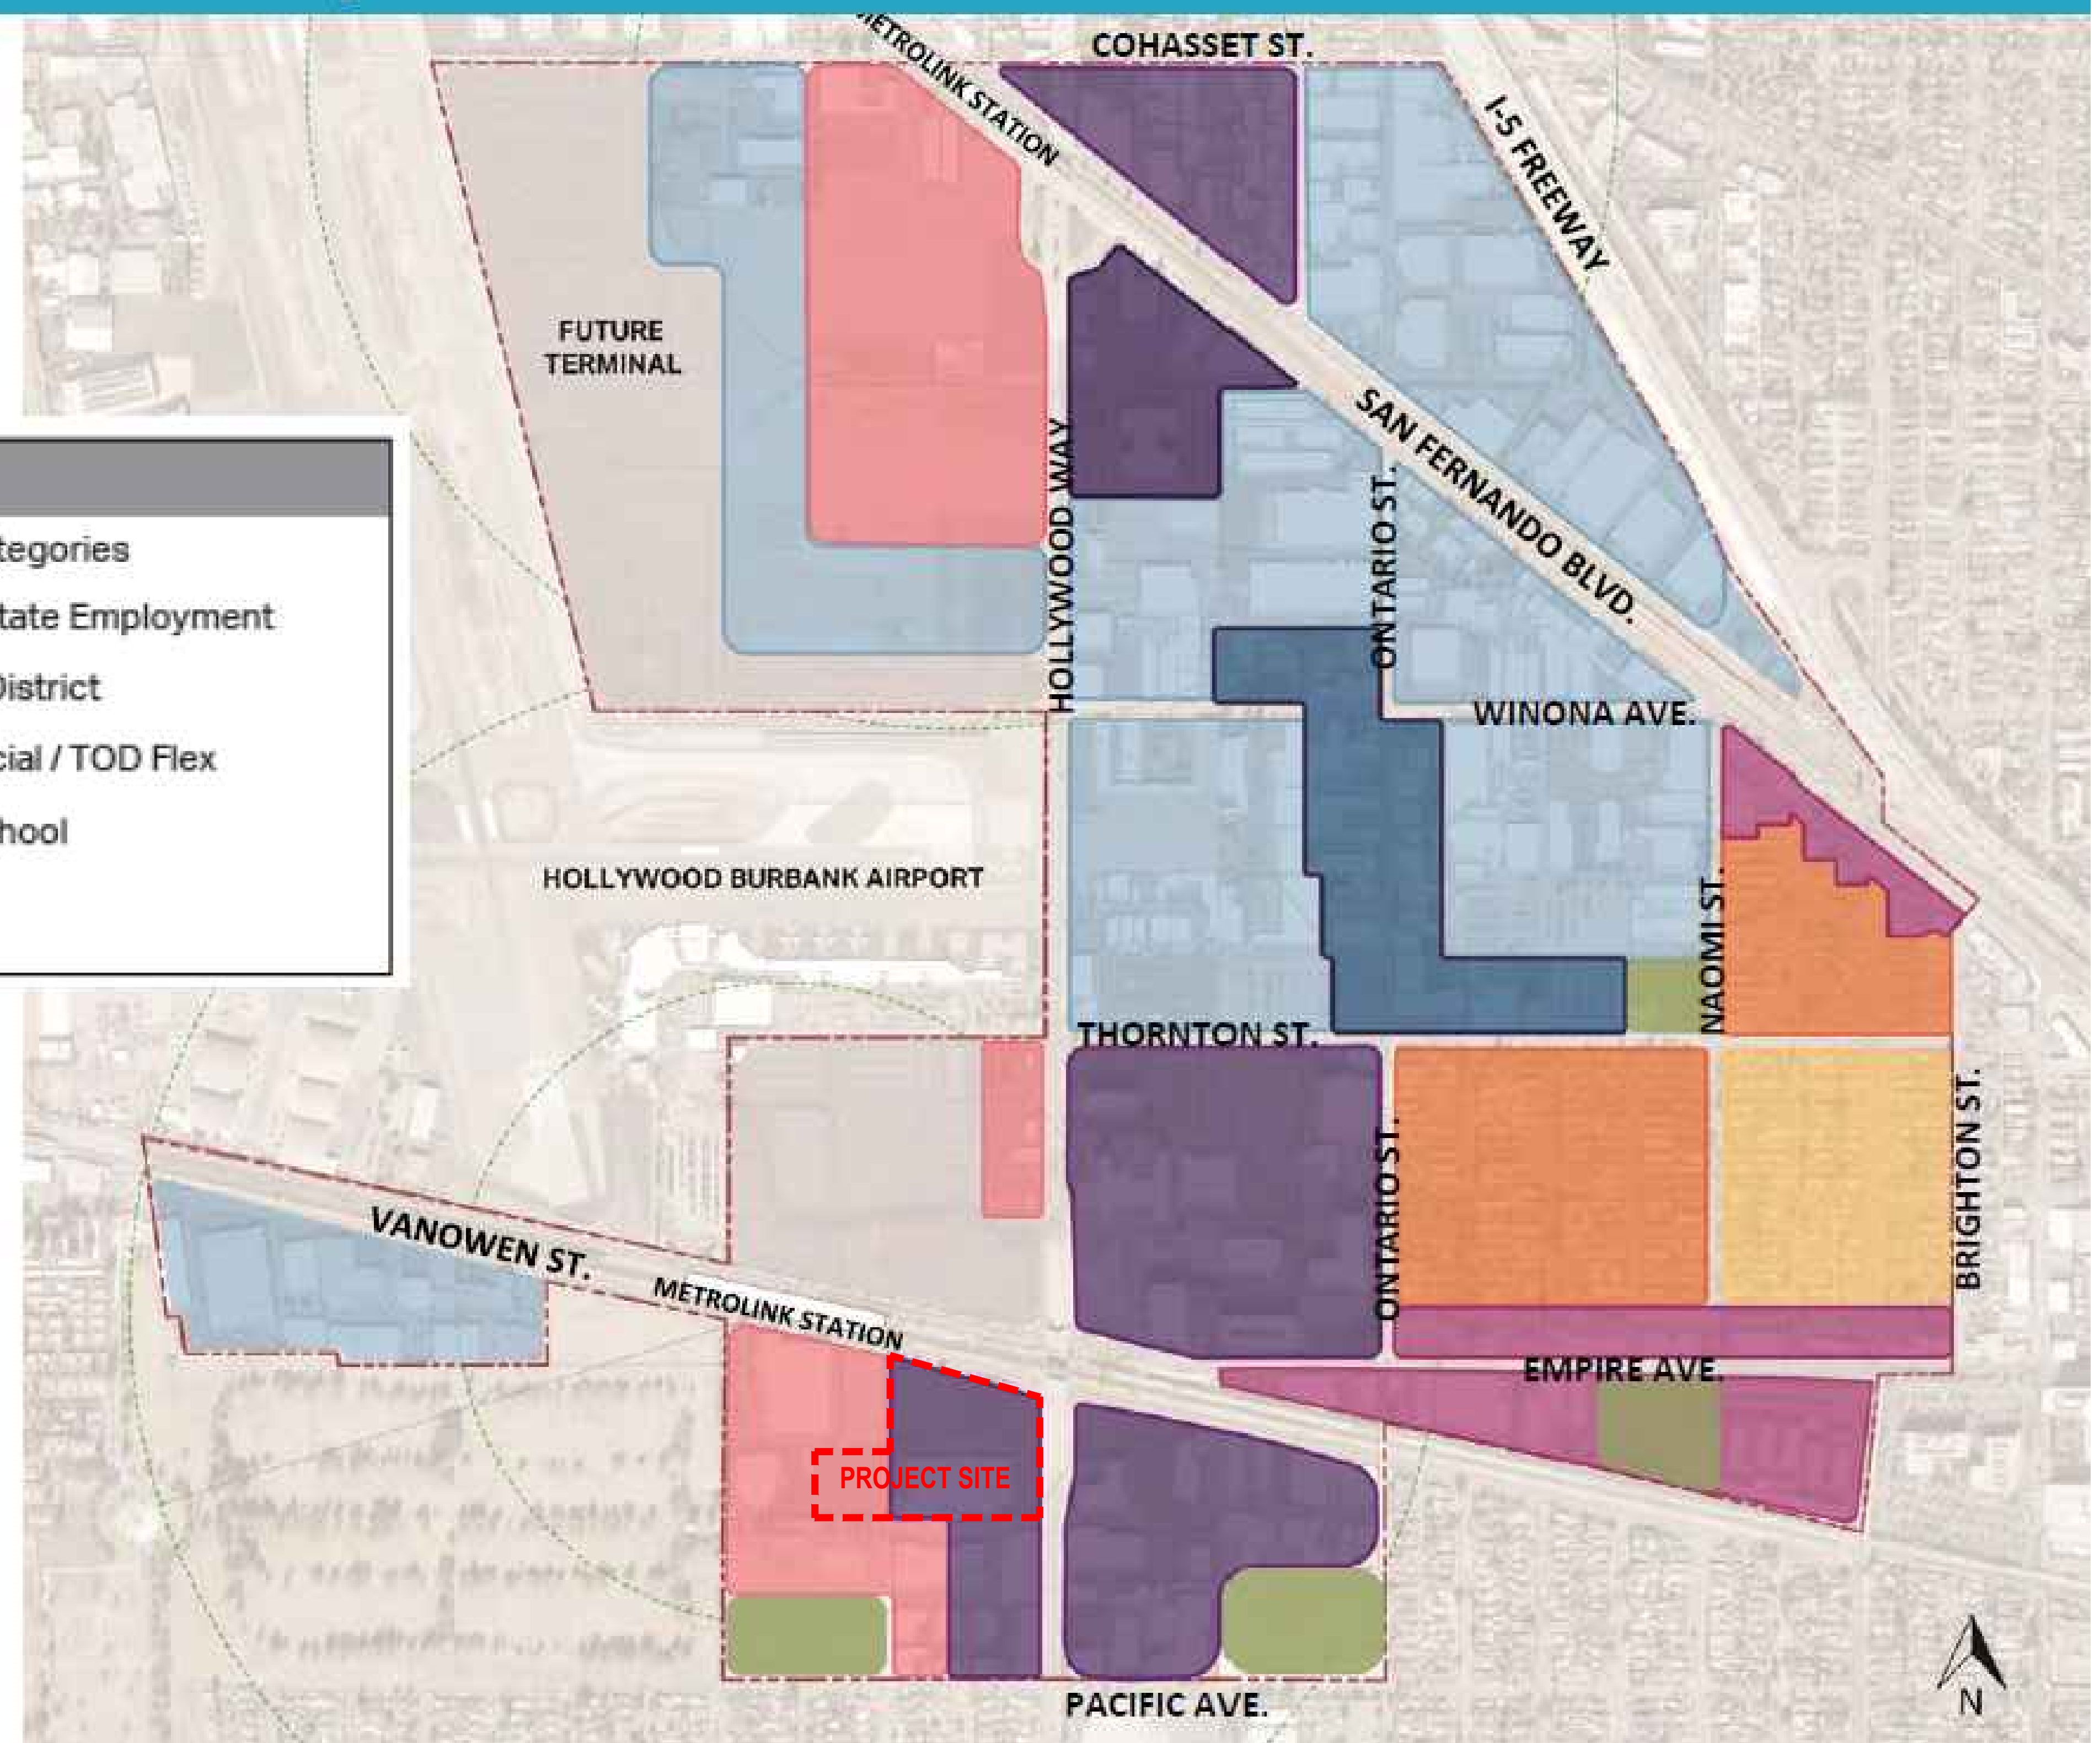 COHASSET ST.
METROLINK STATION
I-5 FREEWAY
FUTURE
TERMINAL
SAN FERNANDO BLVD.
HOLLYWOOD WAY
ONTARIO ST.
tegories
tate Employment
District
cial / TOD Flex
hool
WINONA AVE.
HOLLYWOOD BURBANK AIRPORT
NAOMI ST.
THORNTON ST.
ONTARIO ST.
BRIGHTON ST.
VANOWEN ST.
METROLINK STATION
EMPIRE AVE.
PROJECT SITE
PACIFIC AVE.
N